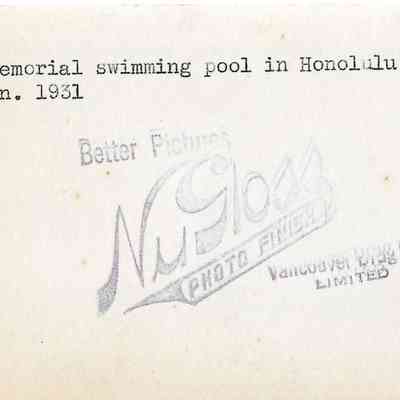 emorial swimming pool in Honolulu
n. 1931
Better Pictures
NuGloss
PHOTO FINISH
Vancouver Drug
LIMITED